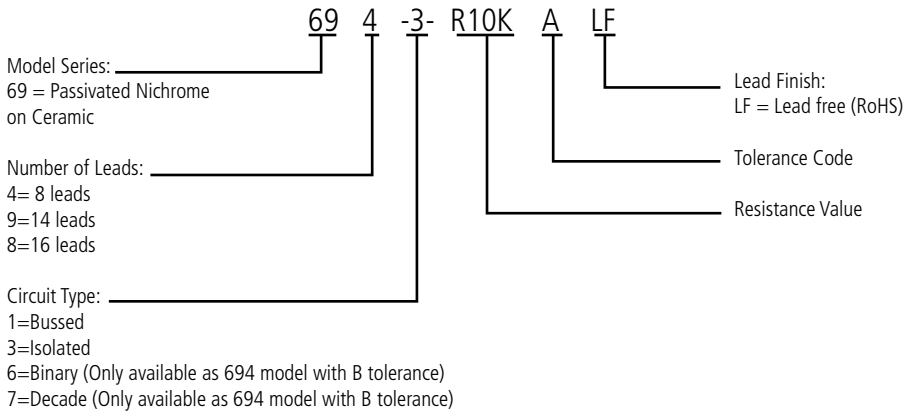 69 4 -3- R10K A LF
Model Series:
69 = Passivated Nichrome
on Ceramic
Lead Finish:
LF = Lead free (RoHS)
Number of Leads:
4= 8 leads
9=14 leads
8=16 leads
Tolerance Code
Resistance Value
Circuit Type:
1=Bussed
3=Isolated
6=Binary (Only available as 694 model with B tolerance)
7=Decade (Only available as 694 model with B tolerance)